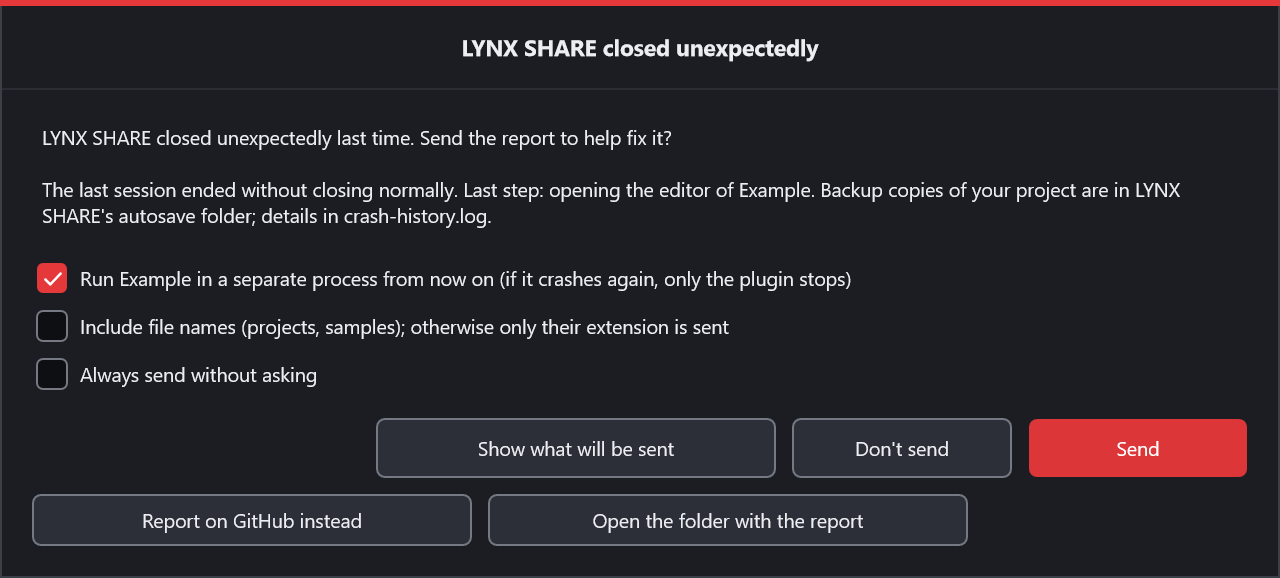 LYNX SHARE closed unexpectedly
LYNX SHARE closed unexpectedly last time. Send the report to help fix it?
The last session ended without closing normally. Last step: opening the editor of Example. Backup copies of your project are in LYNX
SHARE's autosave folder; details in crash-history.log.
Run Example in a separate process from now on (if it crashes again, only the plugin stops)
Include file names (projects, samples); otherwise only their extension is sent
Always send without asking
Show what will be sent
Don't send
Send
Report on GitHub instead
Open the folder with the report